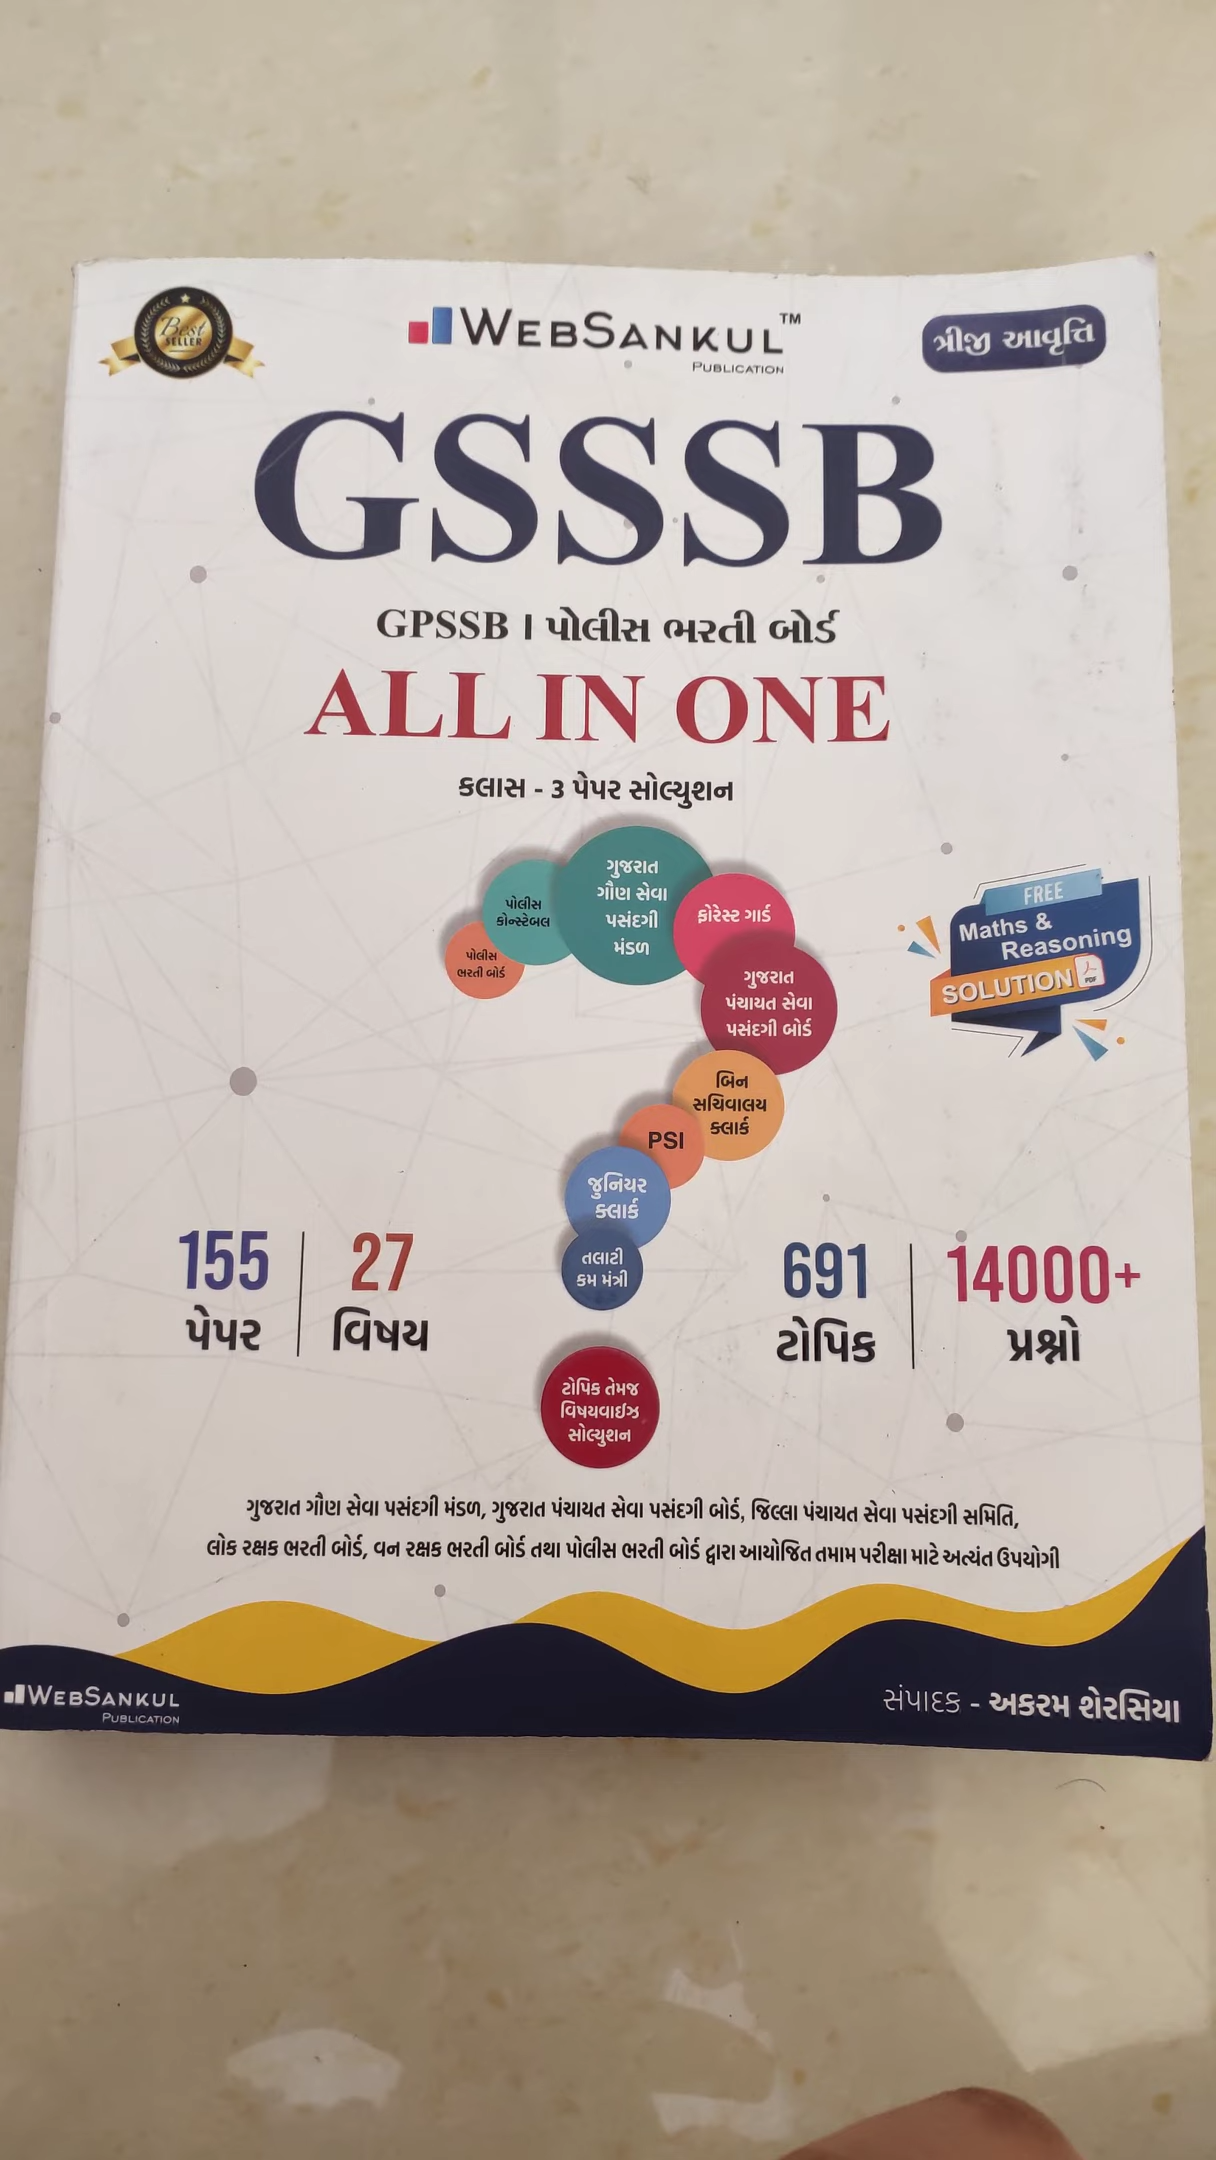 Best
SELLER
WEBSANKUL™
PUBLICATION
ત્રીજી આવૃત્તિ
GSSSB
GPSSB । પોલીસ ભરતી બોર્ડ
ALL IN ONE
કલાસ - 3 પેપર સોલ્યુશન
ગુજરાત
ગૌણ સેવા
પસંદગી
મંડળ
પોલીસ
કોન્સ્ટેબલ
પોલીસ
ભરતી બોર્ડ
ફોરેસ્ટ ગાર્ડ
ગુજરાત
પંચાયત સેવા
પસંદગી બોર્ડ
FREE
Maths &
Reasoning
SOLUTION
PDF
બિન
સચિવાલય
ક્લાર્ક
PSI
જુનિયર
ક્લાર્ક
તલાટી
કમ મંત્રી
155
પેપર
27
વિષય
691
ટોપિક
14000+
પ્રશ્નો
ટોપિક તેમજ
વિષયવાઈઝ
સોલ્યુશન
ગુજરાત ગૌણ સેવા પસંદગી મંડળ, ગુજરાત પંચાયત સેવા પસંદગી બોર્ડ, જિલ્લા પંચાયત સેવા પસંદગી સમિતિ,
લોક રક્ષક ભરતી બોર્ડ, વન રક્ષક ભરતી બોર્ડ તથા પોલીસ ભરતી બોર્ડ દ્વારા આયોજિત તમામ પરીક્ષા માટે અત્યંત ઉપયોગી
WEBSANKUL
PUBLICATION
સંપાદક - અકરમ શેરસિયા